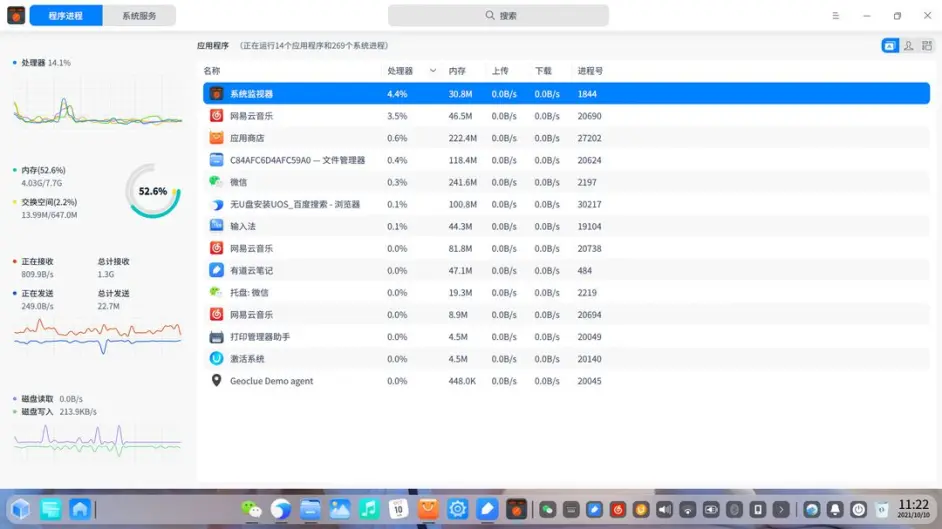 程序进程 系统服务 搜索
应用程序 (正在运行14个应用程序和269个系统进程)
处理器 14.1%
内存(52.6%)
4.03G/7.7G
交换空间(2.2%)
13.99M/647.0M
52.6%
正在接收 总计接收
809.9B/s 1.3G
正在发送 总计发送
249.0B/s 22.7M
磁盘读取 0.0B/s
磁盘写入 213.9KB/s
名称 处理器 内存 上传 下载 进程号
系统监视器 4.4% 30.8M 0.0B/s 0.0B/s 1844
网易云音乐 3.5% 46.5M 0.0B/s 0.0B/s 20690
应用商店 0.6% 222.4M 0.0B/s 0.0B/s 27202
C84AFC6D4AFC59A0 — 文件管理器 0.4% 118.4M 0.0B/s 0.0B/s 20624
微信 0.3% 241.6M 0.0B/s 0.0B/s 2197
无U盘安装UOS_百度搜索 - 浏览器 0.1% 100.8M 0.0B/s 0.0B/s 30217
输入法 0.1% 44.3M 0.0B/s 0.0B/s 19104
网易云音乐 0.0% 81.8M 0.0B/s 0.0B/s 20738
有道云笔记 0.0% 47.1M 0.0B/s 0.0B/s 484
托盘: 微信 0.0% 19.3M 0.0B/s 0.0B/s 2219
网易云音乐 0.0% 8.9M 0.0B/s 0.0B/s 20694
打印管理器助手 0.0% 4.5M 0.0B/s 0.0B/s 20049
激活系统 0.0% 4.5M 0.0B/s 0.0B/s 20140
Geoclue Demo agent 0.0% 448.0K 0.0B/s 0.0B/s 20045
10
11:22
2021/10/10